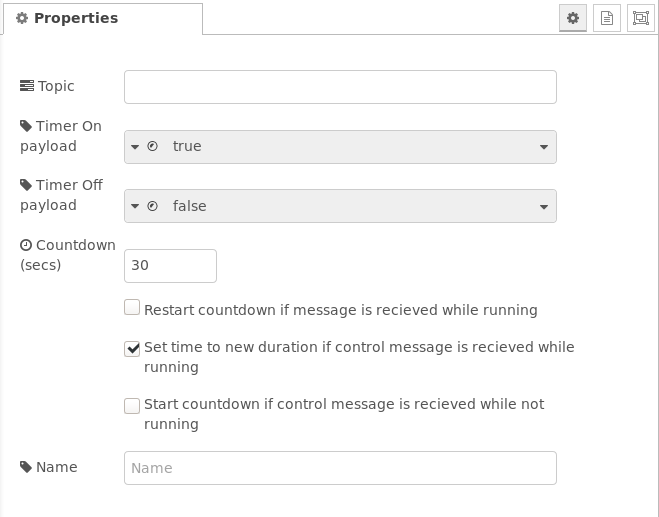 Properties
Topic
Timer On
payload
true
Timer Off
payload
false
Countdown
(secs)
30
Restart countdown if message is recieved while running
Set time to new duration if control message is recieved while
running
Start countdown if control message is recieved while not
running
Name
Name